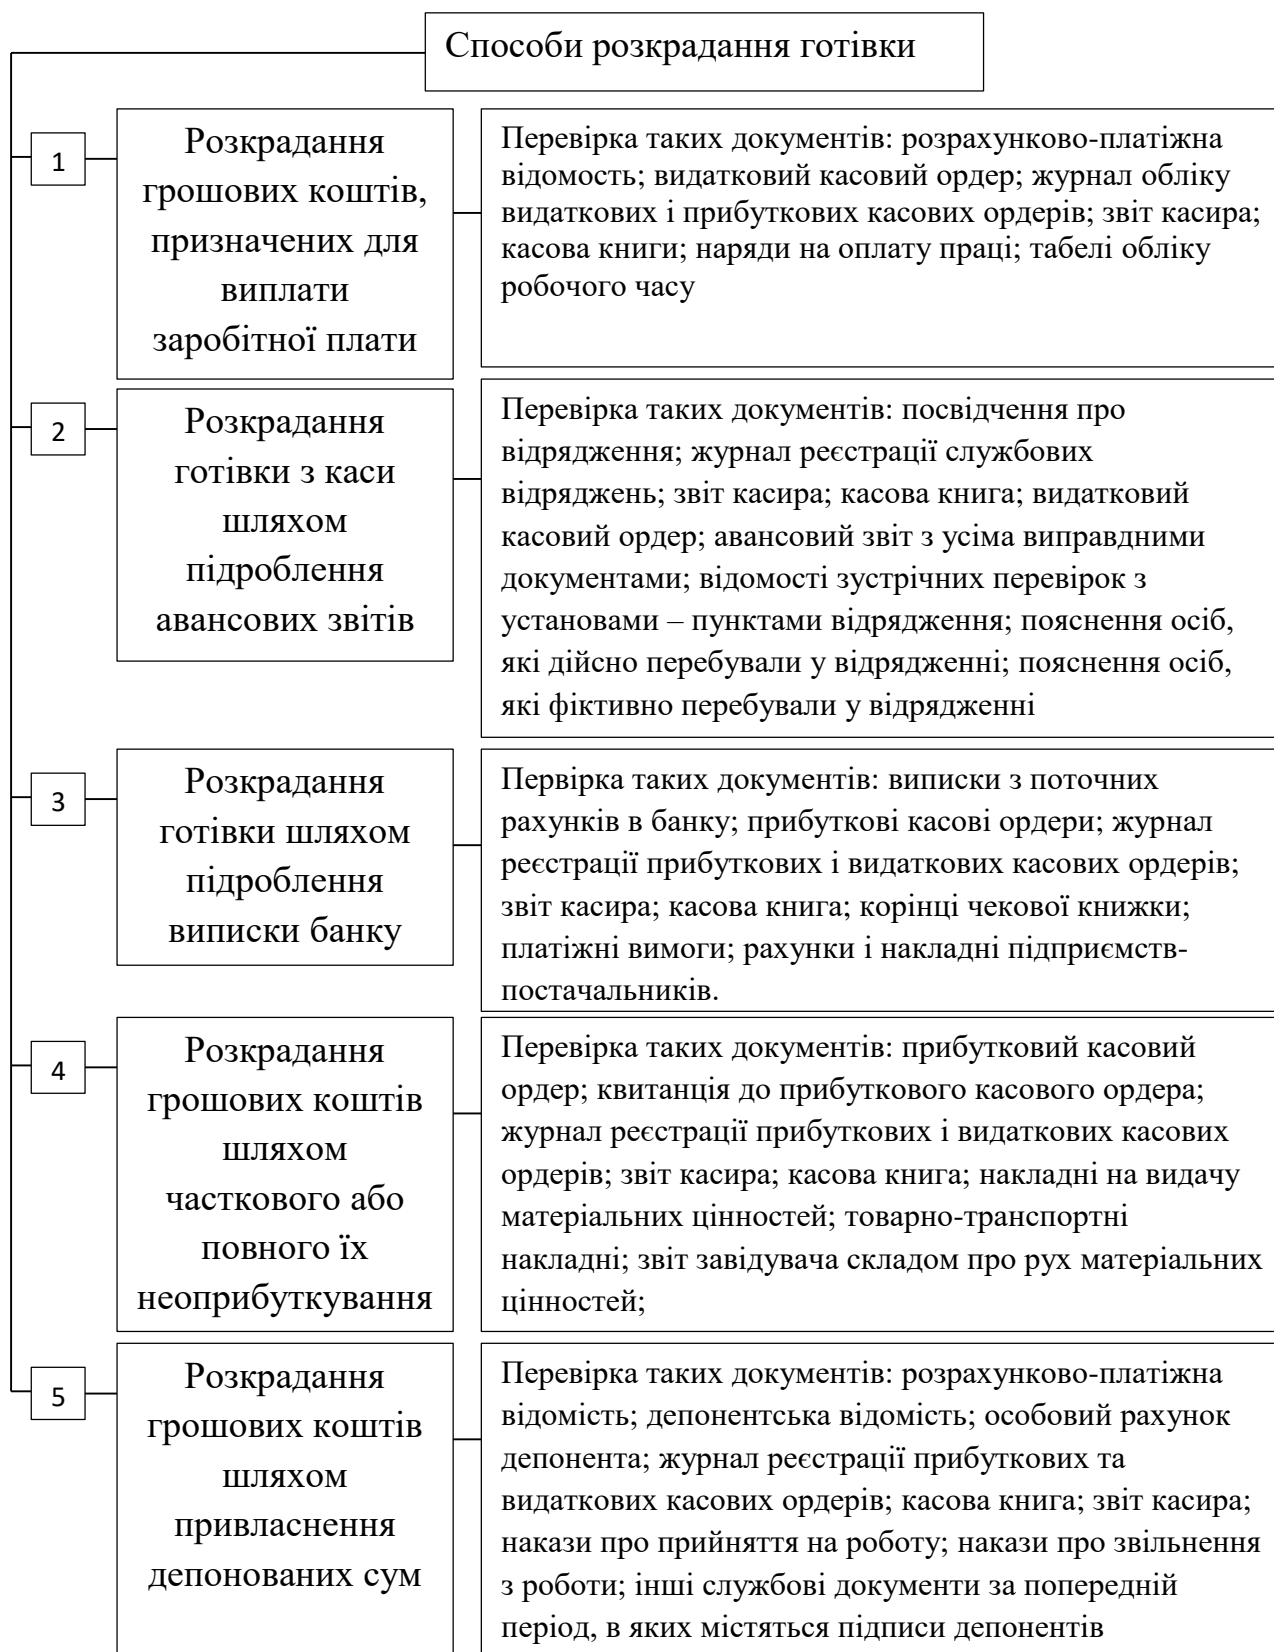 Способи розкрадання готівки
1
Розкрадання
грошових коштів,
призначених для
виплати
заробітної плати
Перевірка таких документів: розрахунково-платіжна
відомость; видатковий касовий ордер; журнал обліку
видаткових і прибуткових касових ордерів; звіт касира;
касова книги; наряди на оплату праці; табелі обліку
робочого часу
2
Розкрадання
готівки з каси
шляхом
підроблення
авансових звітів
Перевірка таких документів: посвідчення про
відрядження; журнал реєстрації службових
відряджень; звіт касира; касова книга; видатковий
касовий ордер; авансовий звіт з усіма виправдними
документами; відомості зустрічних перевірок з
установами – пунктами відрядження; пояснення осіб,
які дійсно перебували у відрядженні; пояснення осіб,
які фіктивно перебували у відрядженні
3
Розкрадання
готівки шляхом
підроблення
виписки банку
Первірка таких документів: виписки з поточних
рахунків в банку; прибуткові касові ордери; журнал
реєстрації прибуткових і видаткових касових ордерів;
звіт касира; касова книга; корінці чекової книжки;
платіжні вимоги; рахунки і накладні підприємств-
постачальників.
4
Розкрадання
грошових коштів
шляхом
часткового або
повного їх
неоприбуткування
Перевірка таких документів: прибутковий касовий
ордер; квитанція до прибуткового касового ордера;
журнал реєстрації прибуткових і видаткових касових
ордерів; звіт касира; касова книга; накладні на видачу
матеріальних цінностей; товарно-транспортні
накладні; звіт завідувача складом про рух матеріальних
цінностей;
5
Розкрадання
грошових коштів
шляхом
привласнення
депонованих сум
Перевірка таких документів: розрахунково-платіжна
відомість; депонентська відомість; особовий рахунок
депонента; журнал реєстрації прибуткових та
видаткових касових ордерів; касова книга; звіт касира;
накази про прийняття на роботу; накази про звільнення
з роботи; інші службові документи за попередній
період, в яких містяться підписи депонентів